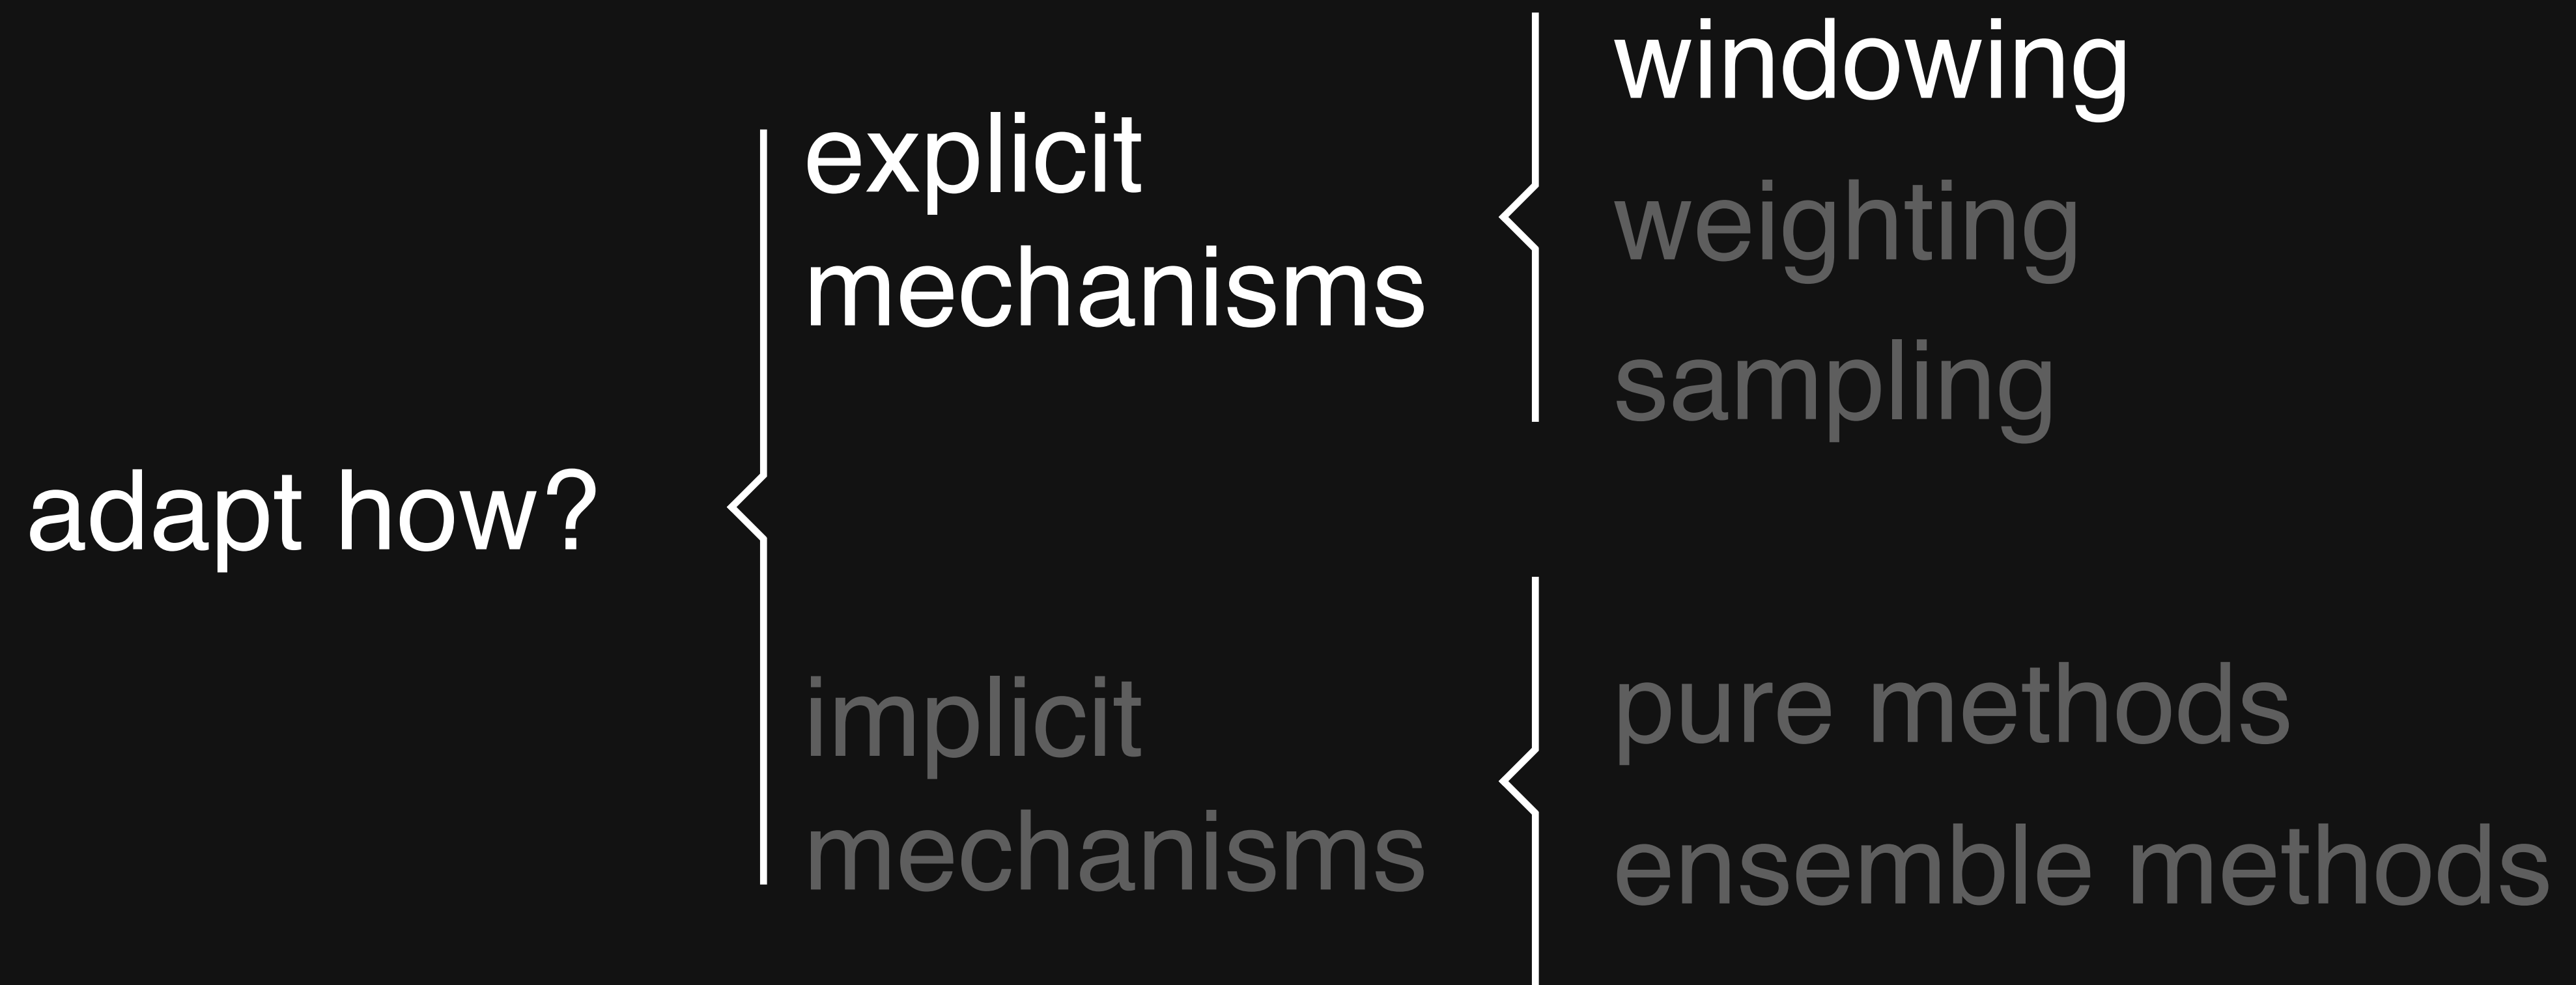 adapt how?
explicit
mechanisms
windowing
weighting
sampling
implicit
mechanisms
pure methods
ensemble methods